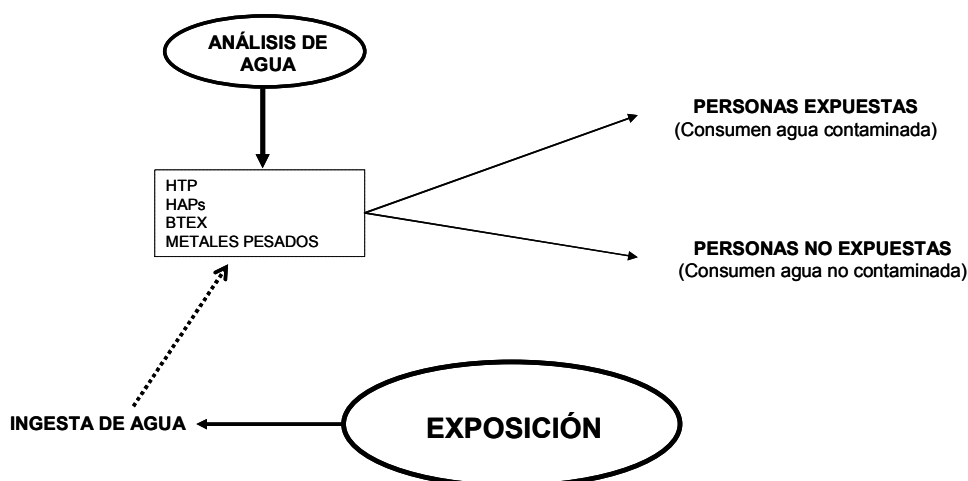 ANÁLISIS DE
AGUA
HTP
HAPs
BTEX
METALES PESADOS
PERSONAS EXPUESTAS
(Consumen agua contaminada)
PERSONAS NO EXPUESTAS
(Consumen agua no contaminada)
INGESTA DE AGUA
EXPOSICIÓN